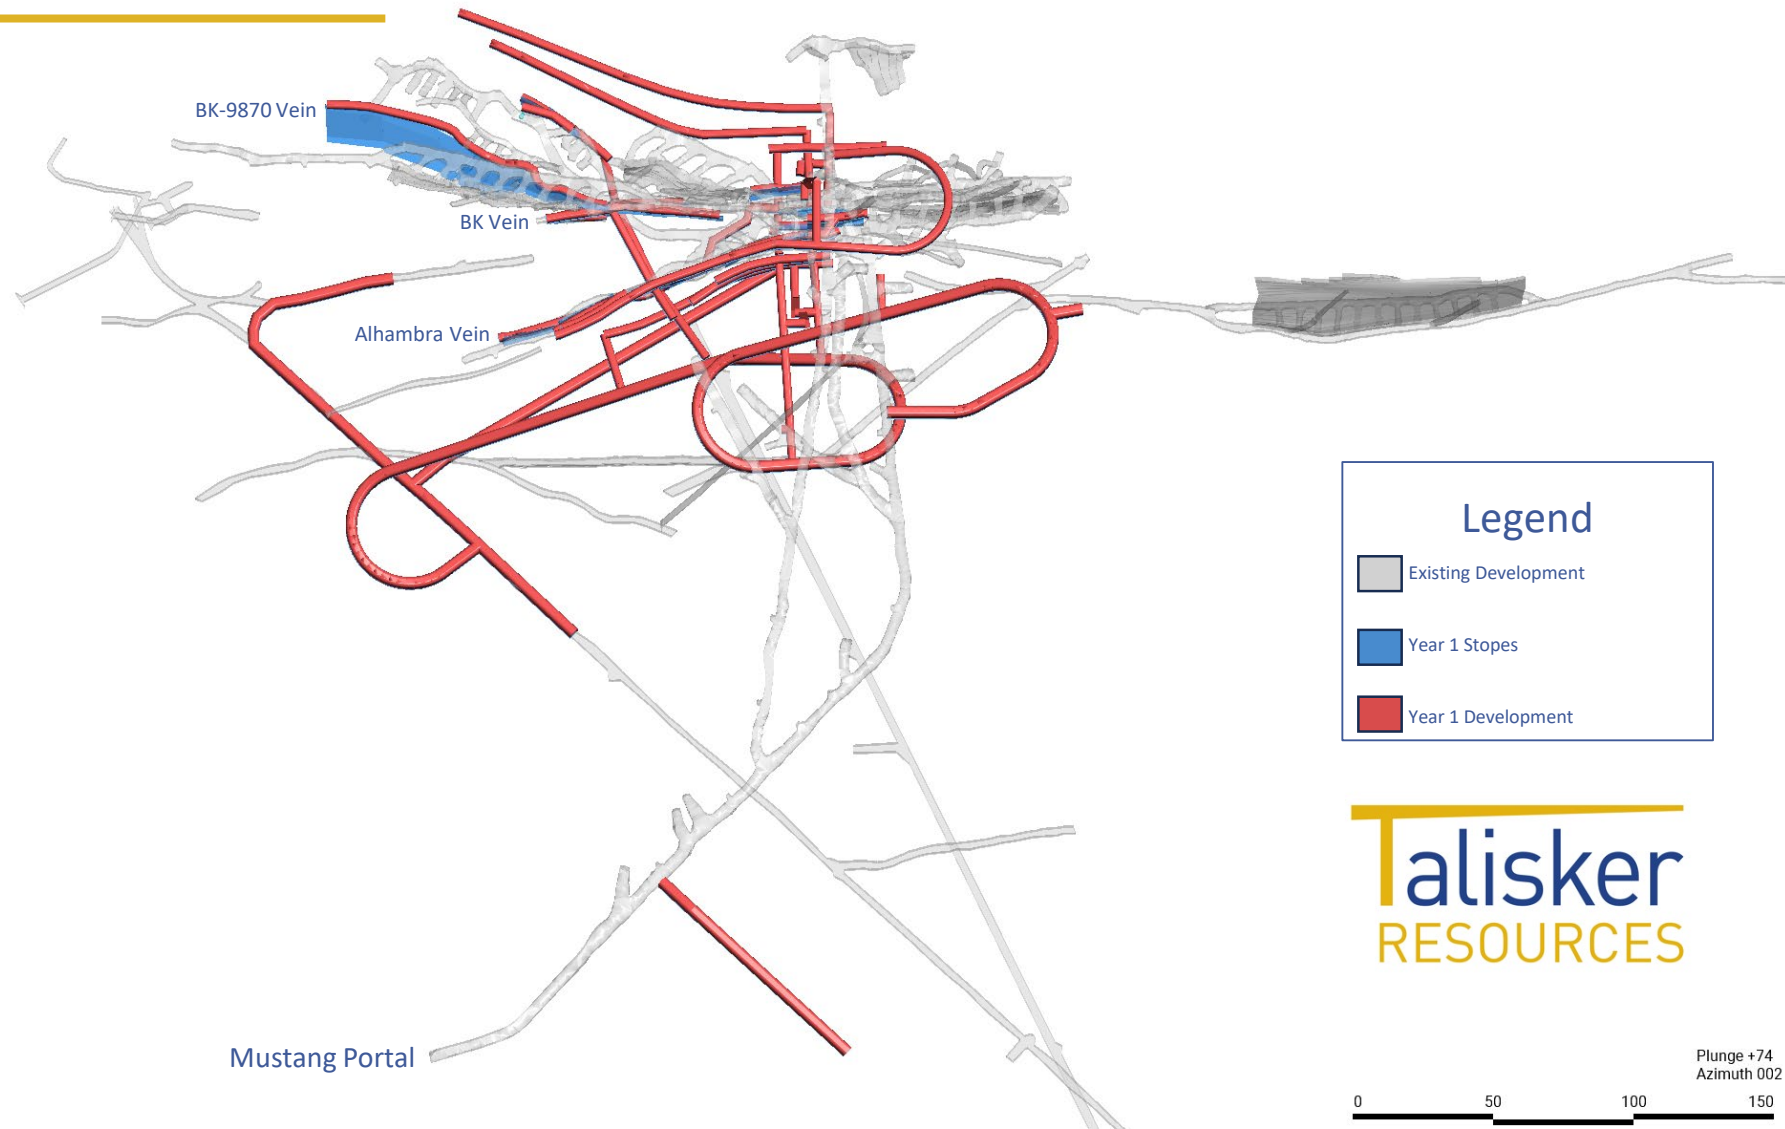 BK-9870 Vein
BK Vein
Alhambra Vein
Mustang Portal
Legend
Existing Development
Year 1 Stopes
Year 1 Development
Talisker
RESOURCES
Plunge +74
Azimuth 002
0 50 100 150